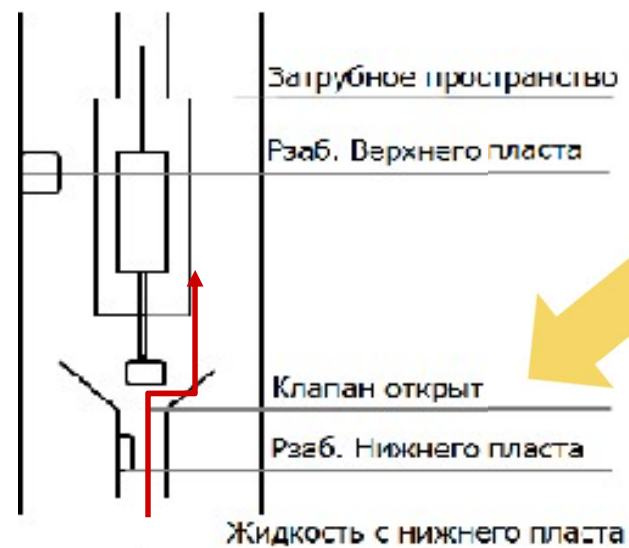 Затрубное пространство
Рзаб. Верхнего пласта
Клапан открыт
Рзаб. Нижнего пласта
Жидкость с нижнего пласта